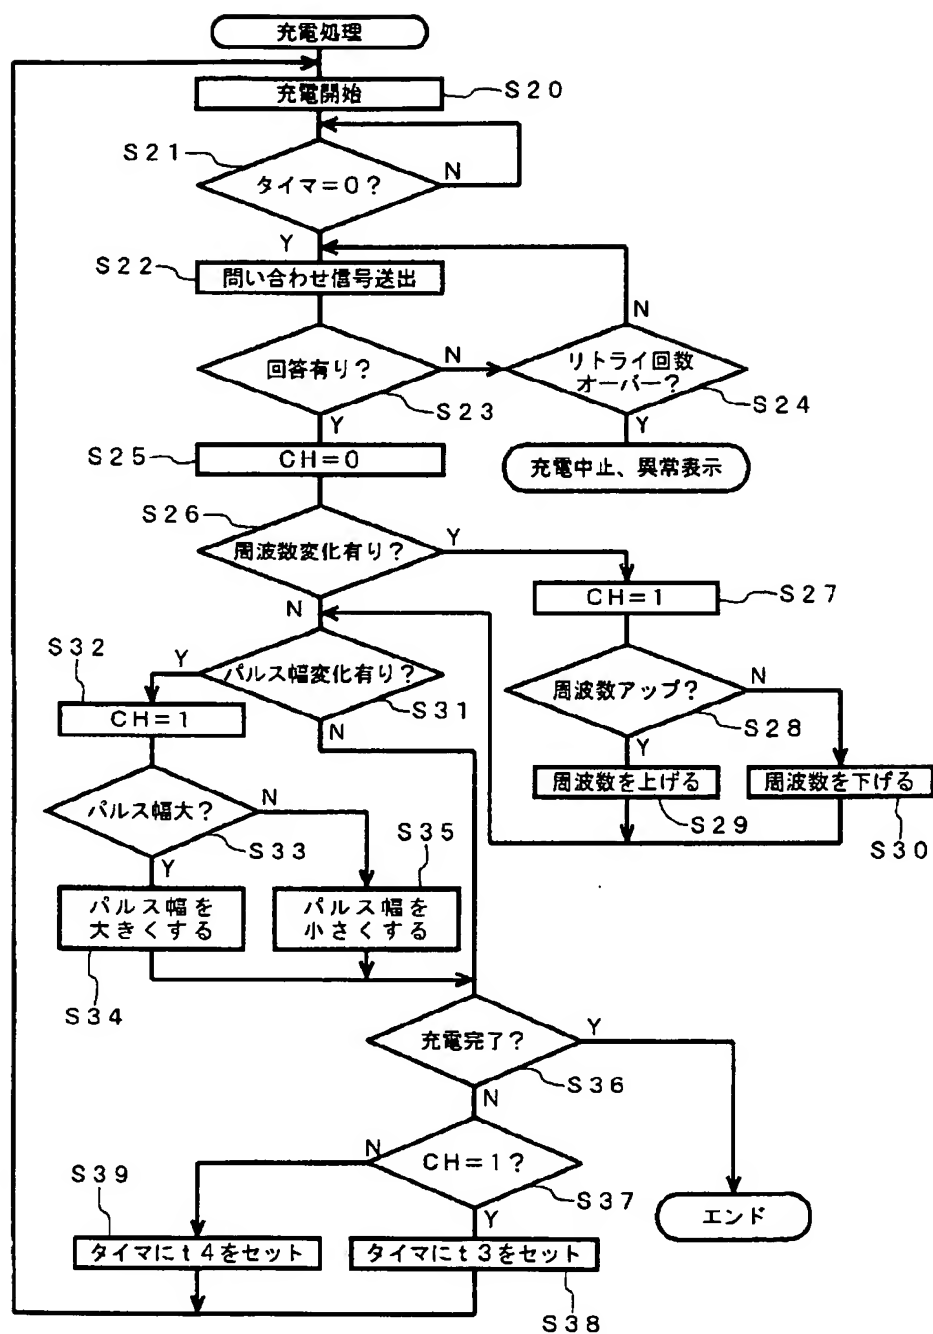 充電処理
充電開始
S20
S21
タイマ=0?
N
Y
S22
問い合わせ信号送出
N
回答有り?
N
リトライ回数
オーバー?
S23
S24
Y
Y
S25
CH=0
充電中止、異常表示
S26
周波数変化有り?
Y
S27
CH=1
N
S32
Y
パルス幅変化有り?
周波数アップ?
N
CH=1
S31
S28
N
Y
周波数を上げる
周波数を下げる
パルス幅大?
N
S35
S29
S30
S33
Y
パルス幅を
大きくする
パルス幅を
小さくする
S34
充電完了?
Y
S36
N
N
CH=1?
S39
S37
Y
エンド
タイマにt4をセット
タイマにt3をセット
S38